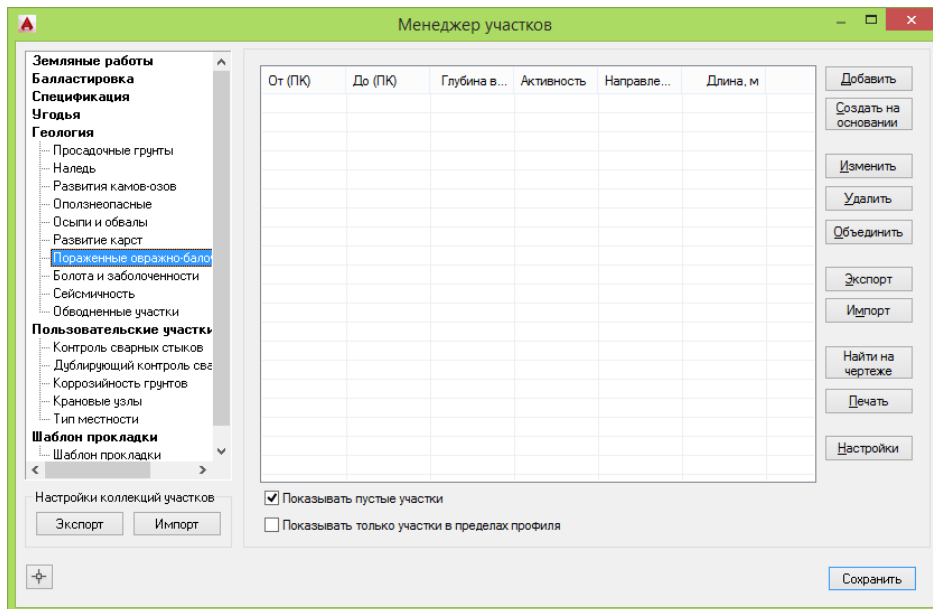 Менеджер участков
Земляные работы
Балластировка
Спецификация
Угодья
Геология
Просадочные грунты
Наледь
Развития камов-озов
Оползнеопасные
Осыпи и обвалы
Развитие карст
Пораженные овражно-бало
Болота и заболоченности
Сейсмичность
Обводненные участки
Пользовательские участки
Контроль сварных стыков
Дублирующий контроль сва
Коррозийность грунтов
Крановые узлы
Тип местности
Шаблон прокладки
Шаблон прокладки
Настройки коллекций участков
Экспорт Импорт
От (ПК) До (ПК) Глубина в... Активность Направле... Длина, м
Показывать пустые участки
Показывать только участки в пределах профиля
Добавить
Создать на
основании
Изменить
Удалить
Объединить
Экспорт
Импорт
Найти на
чертеже
Печать
Настройки
Сохранить